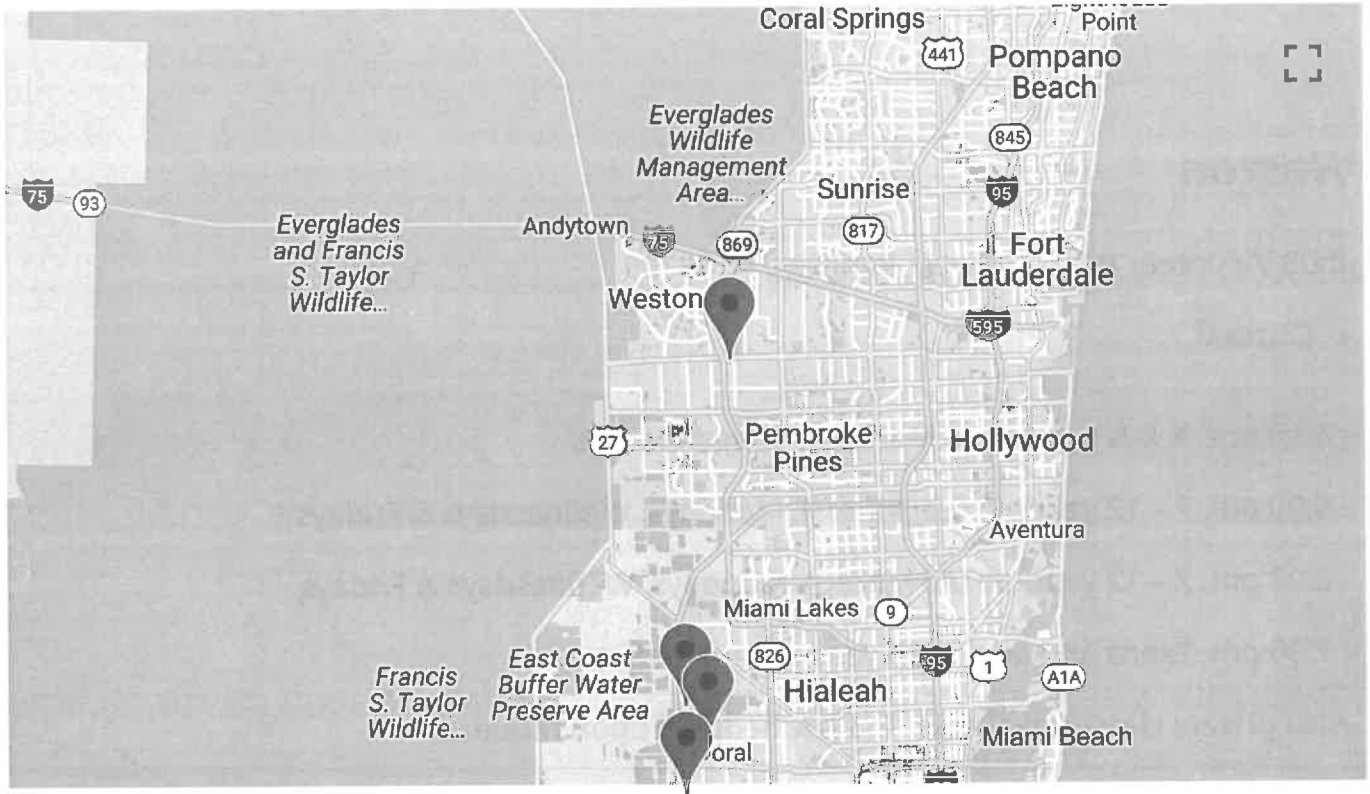 Coral Springs
Point
441
Pompano
Beach
Everglades
Wildlife
Management
Area...
845
75
93
Sunrise
95
Everglades
and Francis
S. Taylor
Wildlife...
Andytown
75
869
817
Fort
Lauderdale
Weston
595
27
Pembroke
Pines
Hollywood
Aventura
Miami Lakes
9
Francis
S. Taylor
Wildlife...
East Coast
Buffer Water
Preserve Area
826
Hialeah
95
1
A1A
oral
Miami Beach